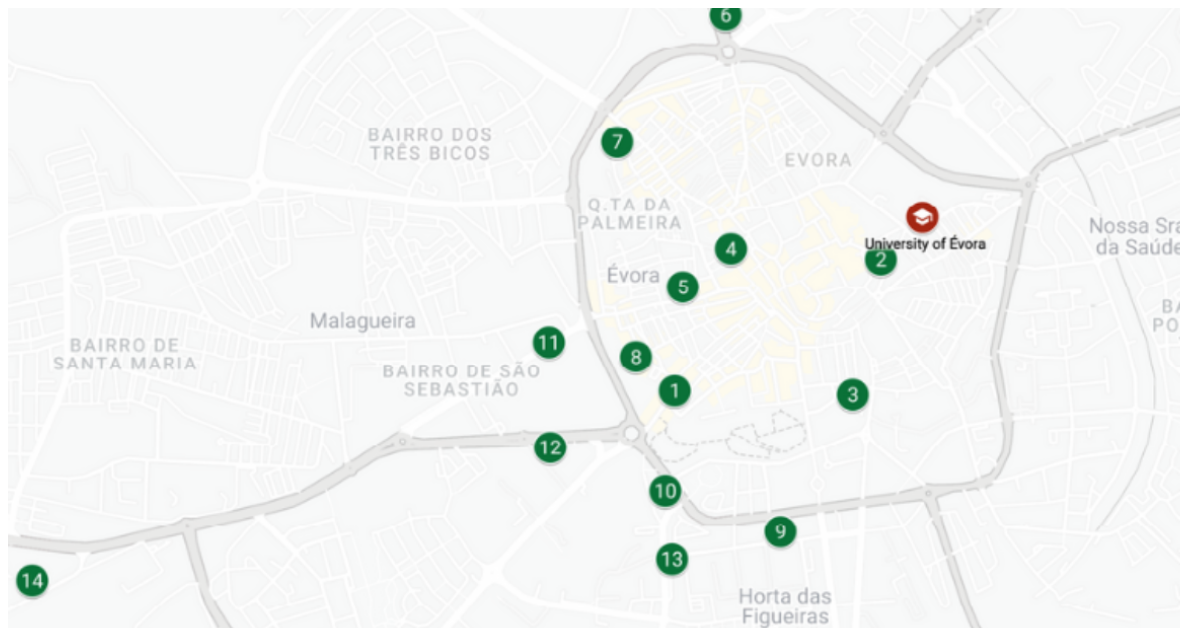 6
BAIRRO DOS
TRÊS BICOS
7
EVORA
Q.TA DA
PALMEIRA
University of Évora
Nossa Sra
da Saúde
4
2
Évora
5
Malagueira
11
BAIRRO DE
SANTA MARIA
8
BAIRRO DE SÃO
SEBASTIÃO
1
3
BA
PO
12
10
9
13
14
Horta das
Figueiras